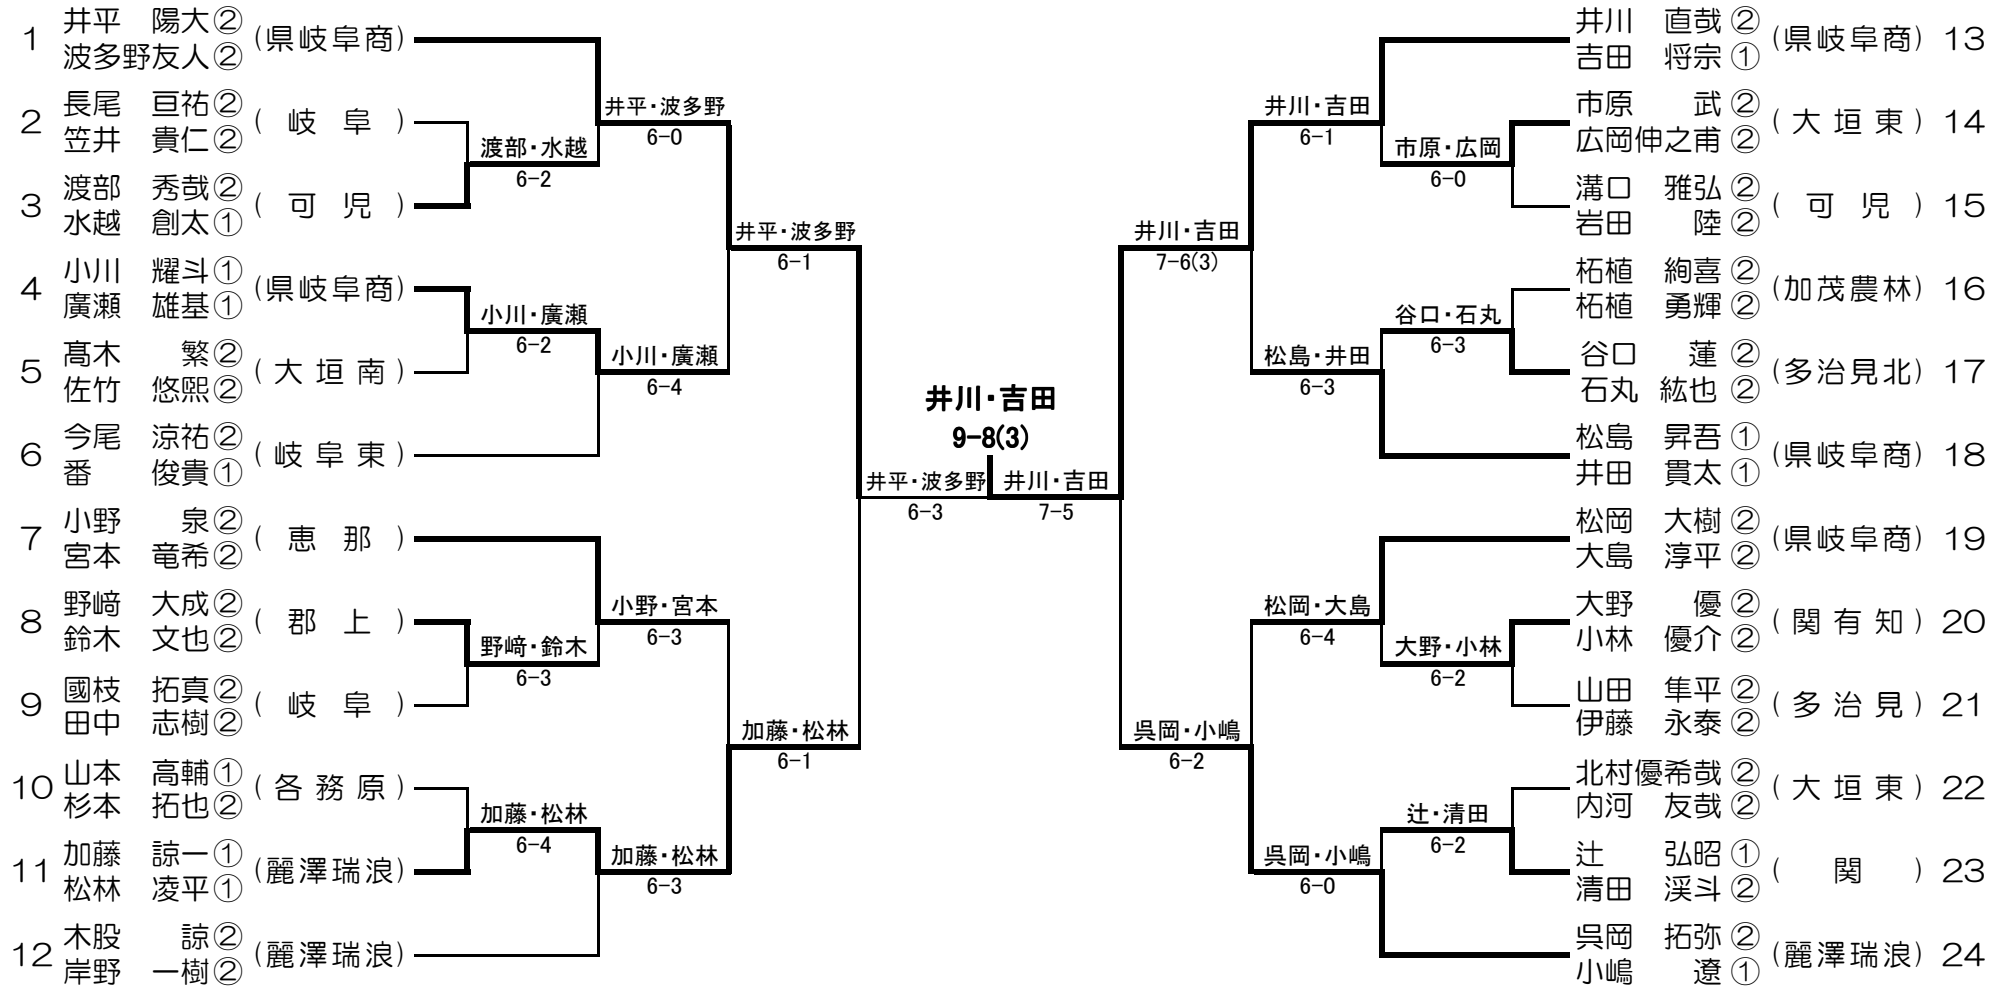 1 井平　陽大② (県岐阜商)
波多野友人②
2 長尾　亘祐② (岐阜)
笠井　貴仁②
3 渡部　秀哉② (可児)
水越　創太①
4 小川　耀斗① (県岐阜商)
廣瀬　雄基①
5 髙木　繁② (大垣南)
佐竹　悠煕②
6 今尾　涼祐② (岐阜東)
番　俊貴①
7 小野　泉② (恵那)
宮本　竜希②
8 野﨑　大成② (郡上)
鈴木　文也②
9 國枝　拓真② (岐阜)
田中　志樹②
10 山本　高輔① (各務原)
杉本　拓也②
11 加藤　諒一① (麗澤瑞浪)
松林　凌平①
12 木股　諒② (麗澤瑞浪)
岸野　一樹②
渡部・水越
6-2
小川・廣瀬
6-2
野﨑・鈴木
6-3
加藤・松林
6-4
井平・波多野
6-0
小川・廣瀬
6-4
小野・宮本
6-3
加藤・松林
6-3
井平・波多野
6-1
加藤・松林
6-1
井平・波多野
6-3
井川・吉田
9-8(3)
井川・吉田
7-5
井川・吉田
7-6(3)
呉岡・小嶋
6-2
井川・吉田
6-1
松島・井田
6-3
松岡・大島
6-4
呉岡・小嶋
6-0
市原・広岡
6-0
谷口・石丸
6-3
大野・小林
6-2
辻・清田
6-2
井川　直哉② (県岐阜商) 13
吉田　将宗①
市原　武② (大垣東) 14
広岡伸之甫②
溝口　雅弘② (可児) 15
岩田　陸②
柘植　絢喜② (加茂農林) 16
柘植　勇輝②
谷口　蓮② (多治見北) 17
石丸　紘也②
松島　昇吾① (県岐阜商) 18
井田　貫太①
松岡　大樹② (県岐阜商) 19
大島　淳平②
大野　優② (関有知) 20
小林　優介②
山田　隼平② (多治見) 21
伊藤　永泰②
北村優希哉② (大垣東) 22
内河　友哉②
辻　弘昭① (関) 23
清田　渓斗②
呉岡　拓弥② (麗澤瑞浪) 24
小嶋　遼①